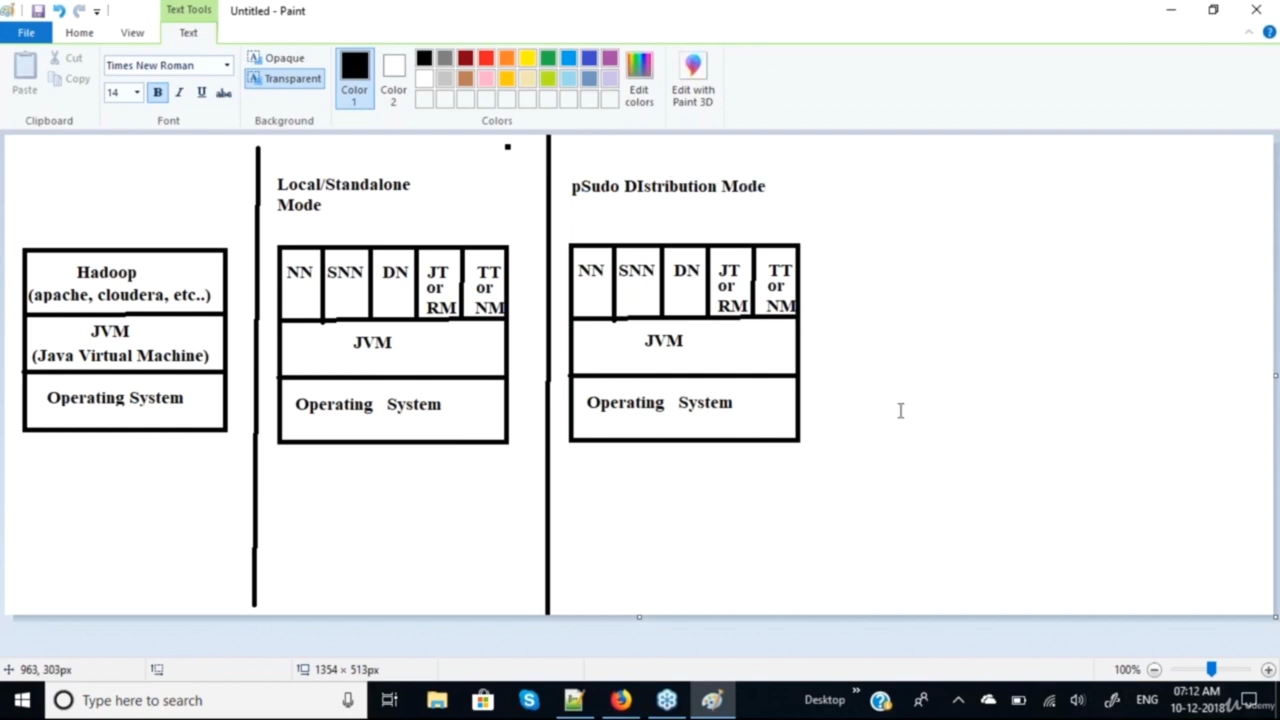 Text Tools
Untitled - Paint
File
Home
View
Text
Paste
Cut
Copy
Clipboard
Times New Roman
14
B
I
U
abc
Font
Opaque
Transparent
Background
Color
1
Color
2
Edit
colors
Edit with
Paint 3D
Colors
Hadoop
(apache, cloudera, etc..)
JVM
(Java Virtual Machine)
Operating System
Local/Standalone
Mode
NN
SNN
DN
JT
or
RM
TT
or
NM
JVM
Operating System
pSudo DIstribution Mode
NN
SNN
DN
JT
or
RM
TT
or
NM
JVM
Operating System
963, 303px
1354 × 513px
100%
Type here to search
Desktop
ENG
07:12 AM
10-12-2018
Udemy